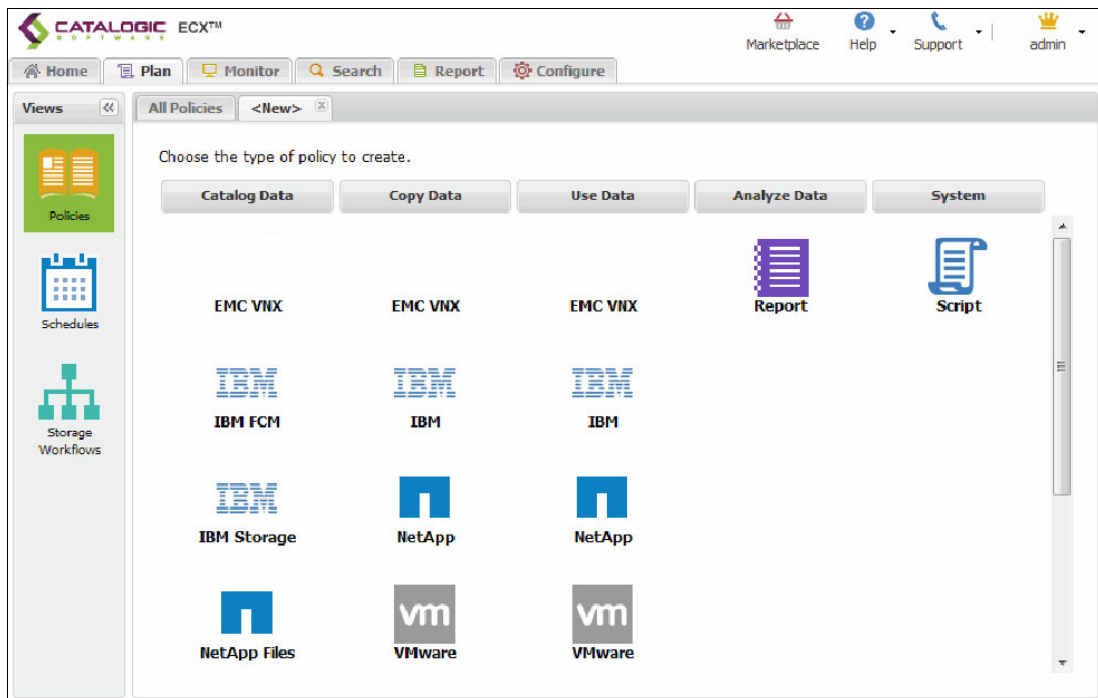 CATALOGIC ECX™
SOFTWARE
Marketplace
Help
Support
admin
Home
Plan
Monitor
Search
Report
Configure
Views
All Policies
<New>
Choose the type of policy to create.
Catalog Data
Copy Data
Use Data
Analyze Data
System
Policies
Schedules
Storage
Workflows
EMC VNX
EMC VNX
EMC VNX
Report
Script
IBM
IBM
IBM
IBM FCM
IBM
IBM
IBM
IBM Storage
NetApp
NetApp
vm
vm
NetApp Files
VMware
VMware